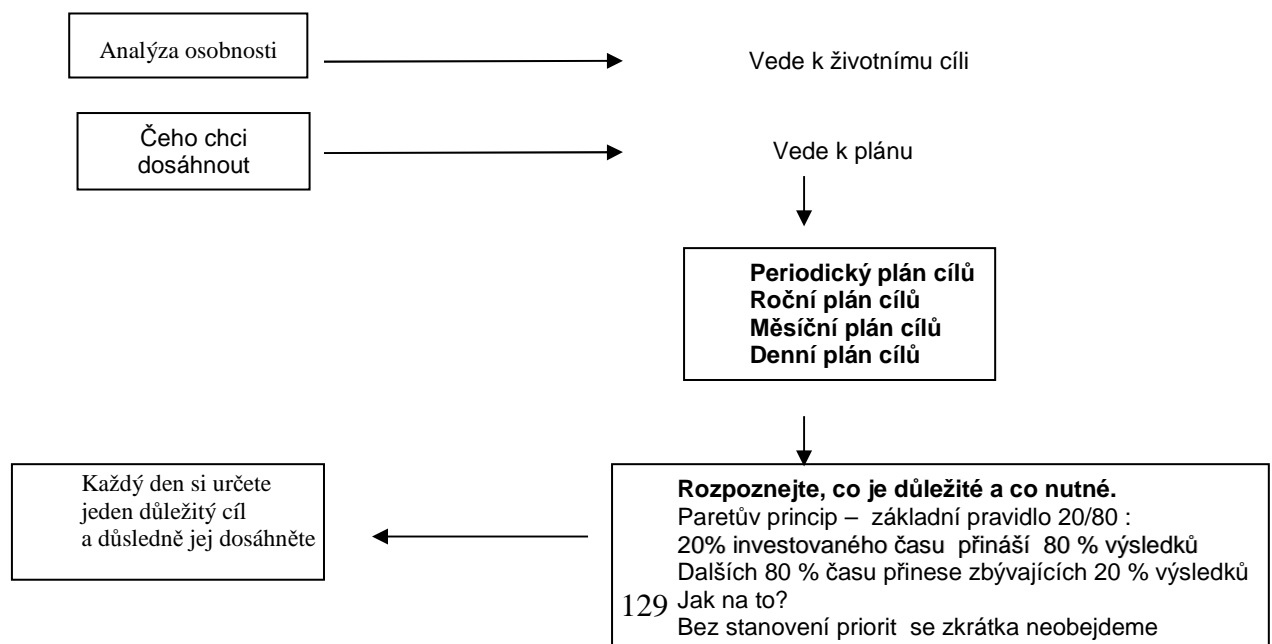 Analýza osobnosti
Vede k životnímu cíli
Čeho chci
dosáhnout
Vede k plánu
Periodický plán cílů
Roční plán cílů
Měsíční plán cílů
Denní plán cílů
Každý den si určete
jeden důležitý cíl
a důsledně jej dosáhněte
Rozpoznejte, co je důležité a co nutné.
Paretův princip – základní pravidlo 20/80 :
20% investovaného času přináší 80 % výsledků
Dalších 80 % času přinese zbývajících 20 % výsledků
Jak na to?
Bez stanovení priorit se zkrátka neobejdeme
129